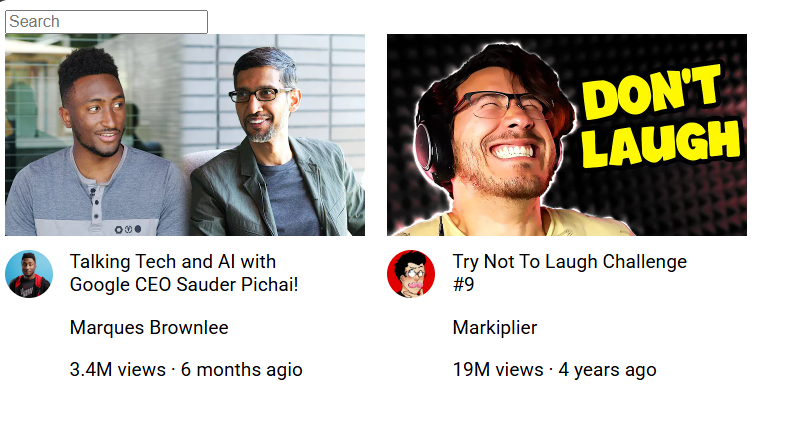 Search
DON'T
LAUGH
Talking Tech and AI with
Google CEO Sauder Pichai!
Marques Brownlee
3.4M views · 6 months agio
Try Not To Laugh Challenge
#9
Markiplier
19M views · 4 years ago